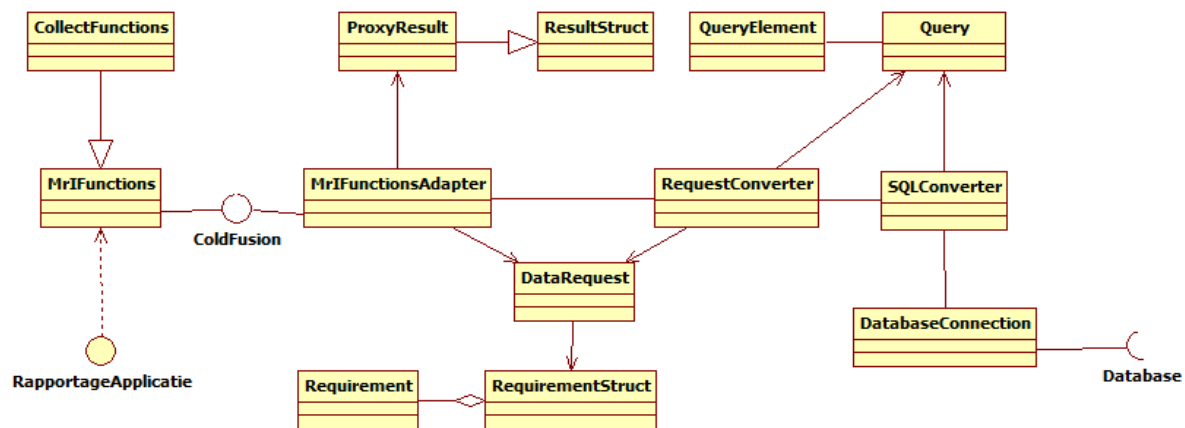 CollectFunctions
ProxyResult
ResultStruct
QueryElement
Query
MrIFunctions
MrIFunctionsAdapter
RequestConverter
SQLConverter
ColdFusion
DataRequest
DatabaseConnection
RapportageApplicatie
Database
Requirement
RequirementStruct